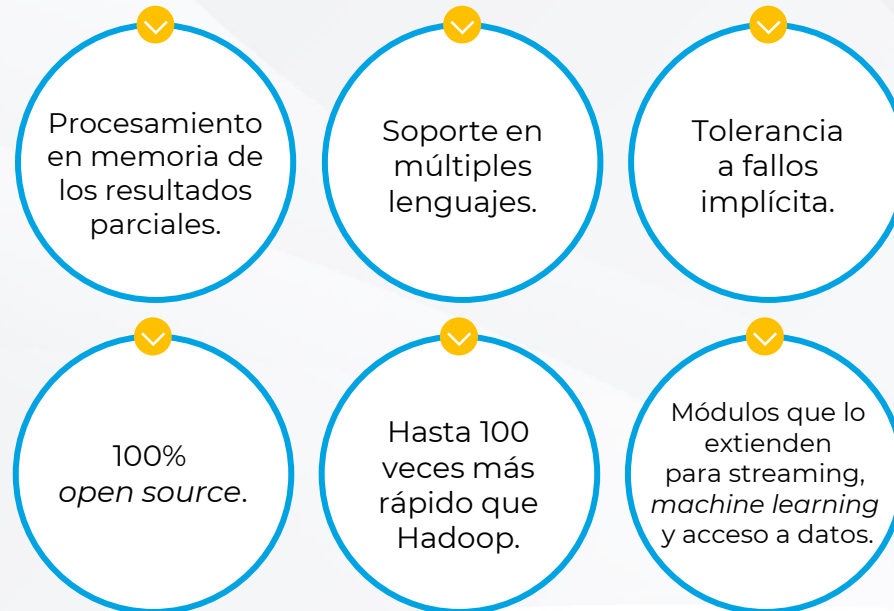 Procesamiento
en memoria de
los resultados
parciales.
Soporte en
múltiples
lenguajes.
Tolerancia
a fallos
implícita.
100%
open source.
Hasta 100
veces más
rápido que
Hadoop.
Módulos que lo
extienden
para streaming,
machine learning
y acceso a datos.